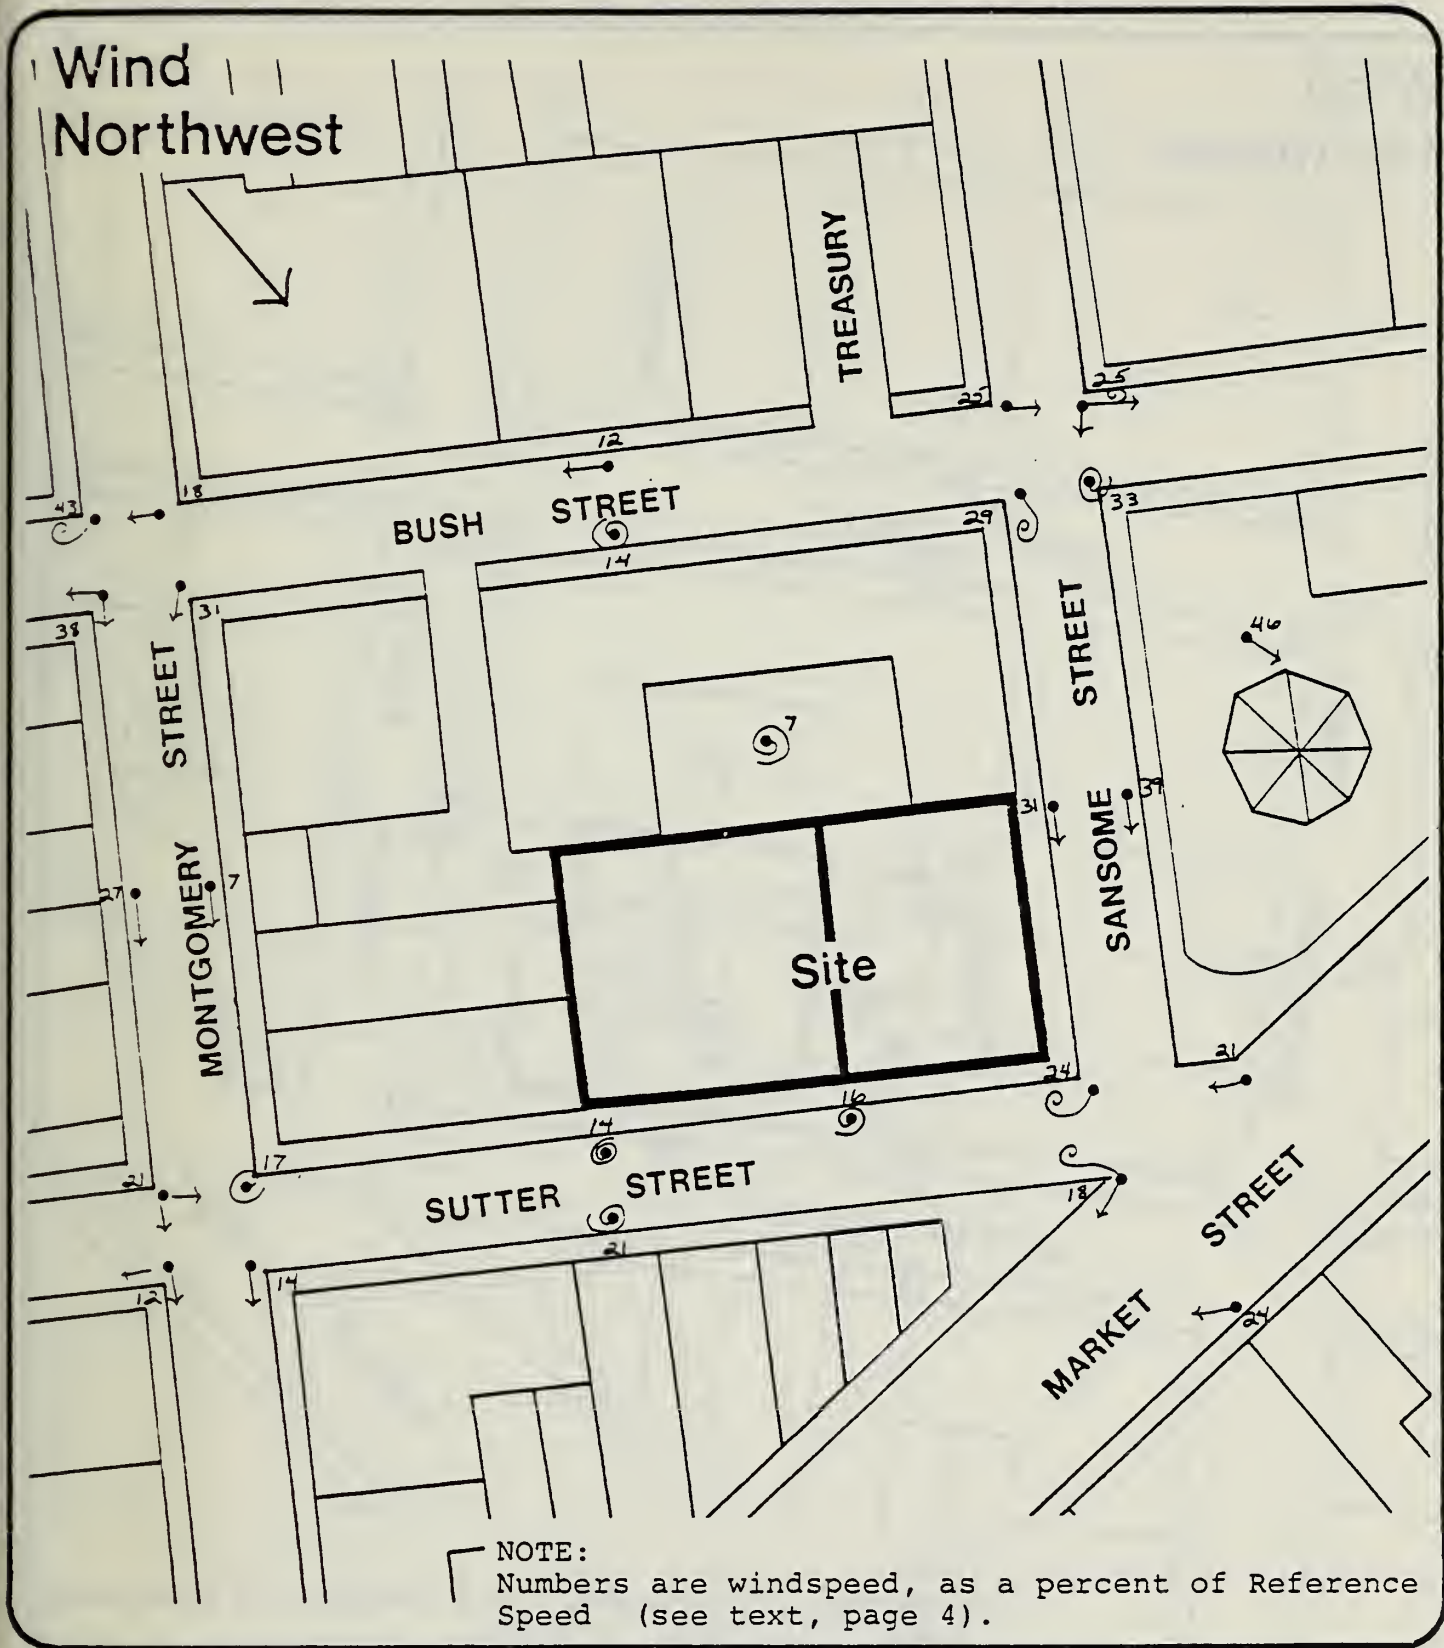 Wind
Northwest
TREASURY
22
25
12
18
43
BUSH STREET
14
29
33
31
38
STREET
STREET
46
7
31
39
27
7
MONTGOMERY
SANSOME
Site
24
21
16
14
17
21
SUTTER STREET
18
STREET
21
14
12
MARKET
24
NOTE:
Numbers are windspeed, as a percent of Reference
Speed (see text, page 4).